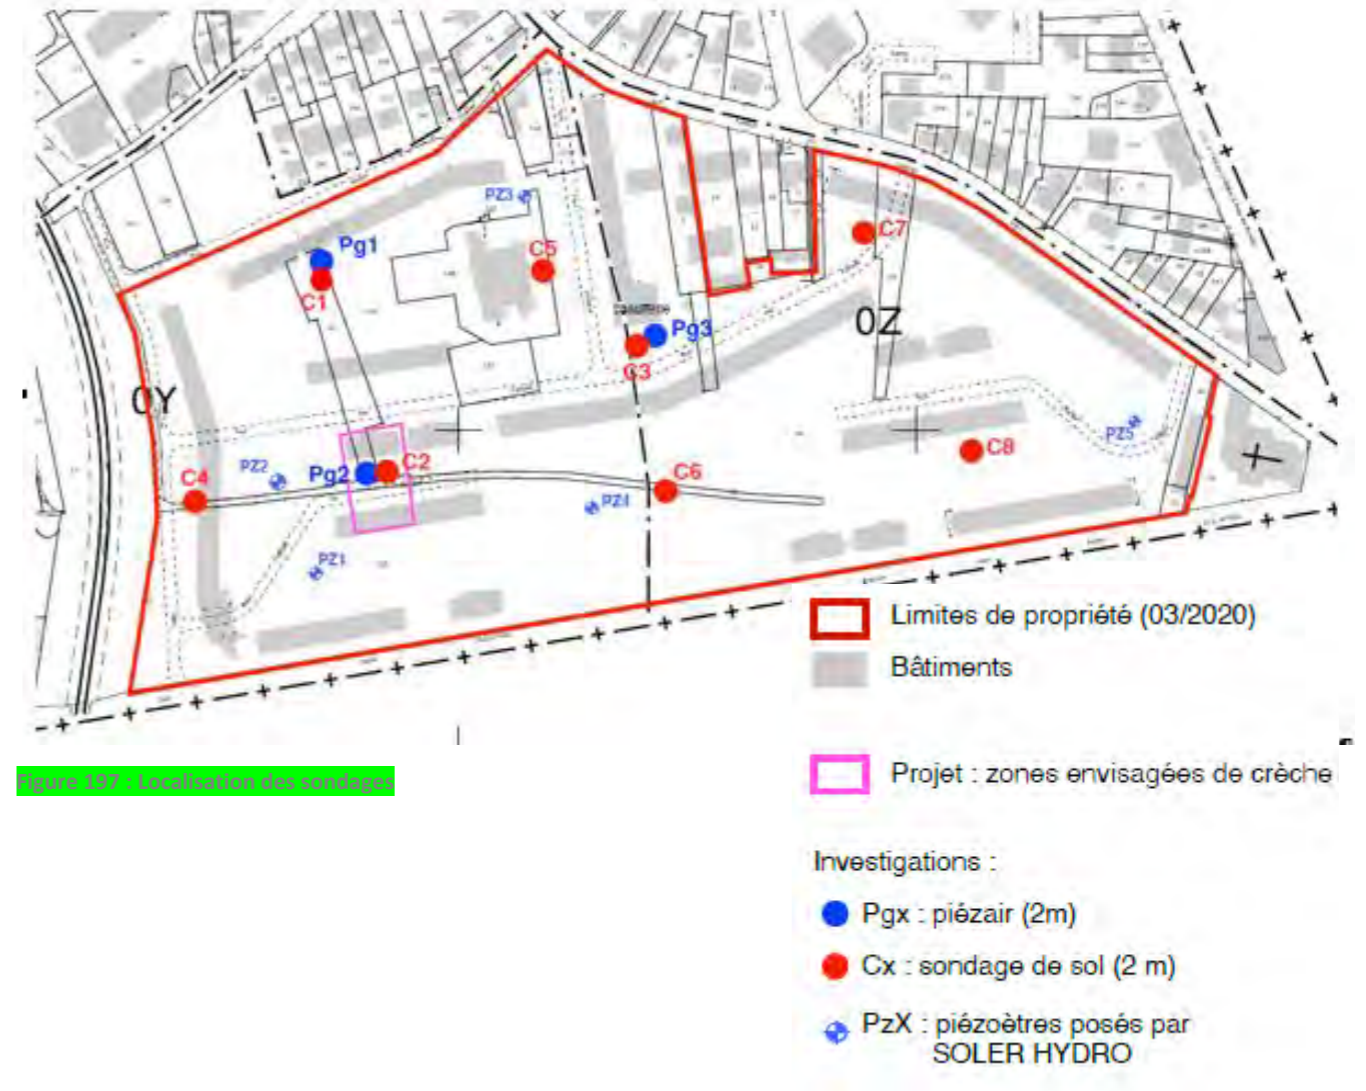 PZ3
Pg1
C1
C5
C7
Pg3
C3
0Z
0Y
PZ5
C2
C8
PZ2
Pg2
C4
C6
PZ4
PZ1
Limites de propriété (03/2020)
Bâtiments
Figure 197 : Localisation des sondages
Projet : zones envisagées de crèche
Investigations :
Pgx : piézair (2m)
Cx : sondage de sol (2 m)
PzX : piézoètres posés par
SOLER HYDRO